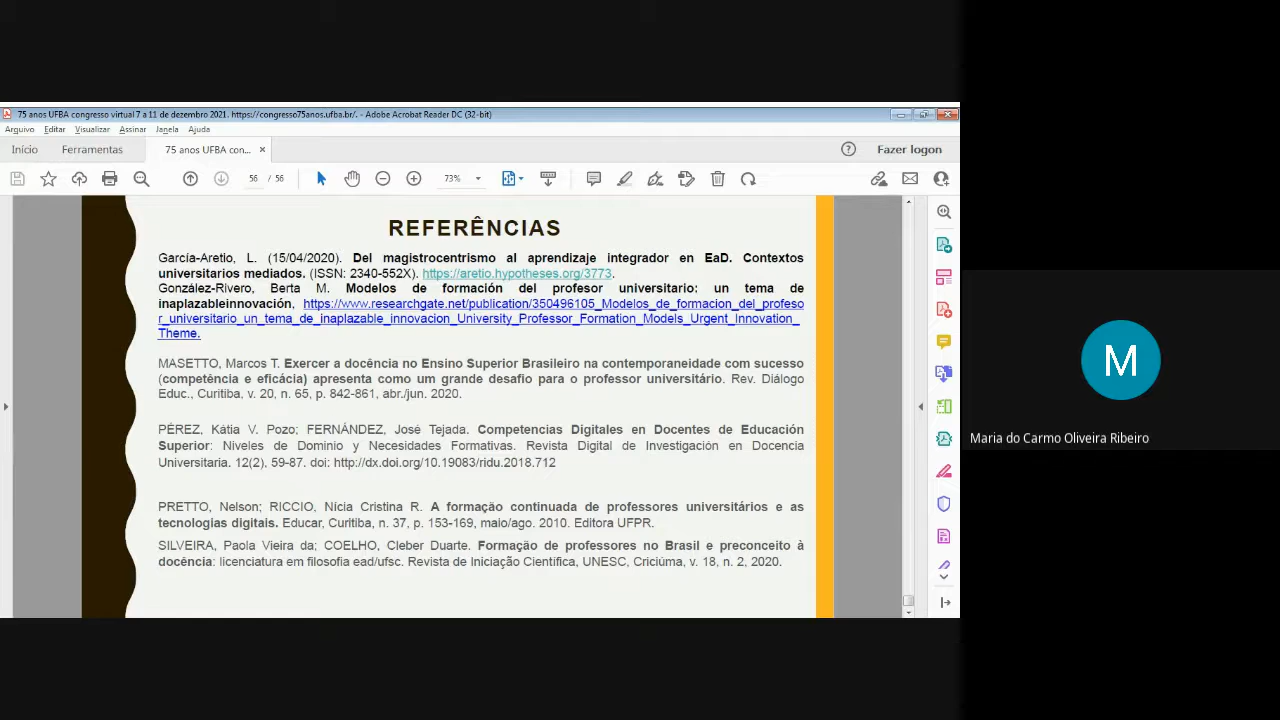 75 anos UFBA congresso virtual 7 a 11 de dezembro 2021. https://congresso75anos.ufba.br/. - Adobe Acrobat Reader DC (32-bit)
Arquivo Editar Visualizar Assinar Janela Ajuda
Início Ferramentas 75 anos UFBA con... × Fazer logon
56 / 56 73%
REFERÊNCIAS
García-Aretio, L. (15/04/2020). Del magistrocentrismo al aprendizaje integrador en EaD. Contextos
universitarios mediados. (ISSN: 2340-552X). https://aretio.hypotheses.org/3773.
González-Rivero, Berta M. Modelos de formación del profesor universitario: un tema de
inaplazableinnovación. https://www.researchgate.net/publication/350496105_Modelos_de_formacion_del_profeso
r_universitario_un_tema_de_inaplazable_innovacion_University_Professor_Formation_Models_Urgent_Innovation_
Theme.
MASETTO, Marcos T. Exercer a docência no Ensino Superior Brasileiro na contemporaneidade com sucesso
(competência e eficácia) apresenta como um grande desafio para o professor universitário. Rev. Diálogo
Educ., Curitiba, v. 20, n. 65, p. 842-861, abr./jun. 2020.
PÉREZ, Kátia V. Pozo; FERNÁNDEZ, José Tejada. Competencias Digitales en Docentes de Educación
Superior: Niveles de Dominio y Necesidades Formativas. Revista Digital de Investigación en Docencia
Universitaria. 12(2), 59-87. doi: http://dx.doi.org/10.19083/ridu.2018.712
PRETTO, Nelson; RICCIO, Nícia Cristina R. A formação continuada de professores universitários e as
tecnologias digitais. Educar, Curitiba, n. 37, p. 153-169, maio/ago. 2010. Editora UFPR.
SILVEIRA, Paola Vieira da; COELHO, Cleber Duarte. Formação de professores no Brasil e preconceito à
docência: licenciatura em filosofia ead/ufsc. Revista de Iniciação Científica, UNESC, Criciúma, v. 18, n. 2, 2020.
M
Maria do Carmo Oliveira Ribeiro